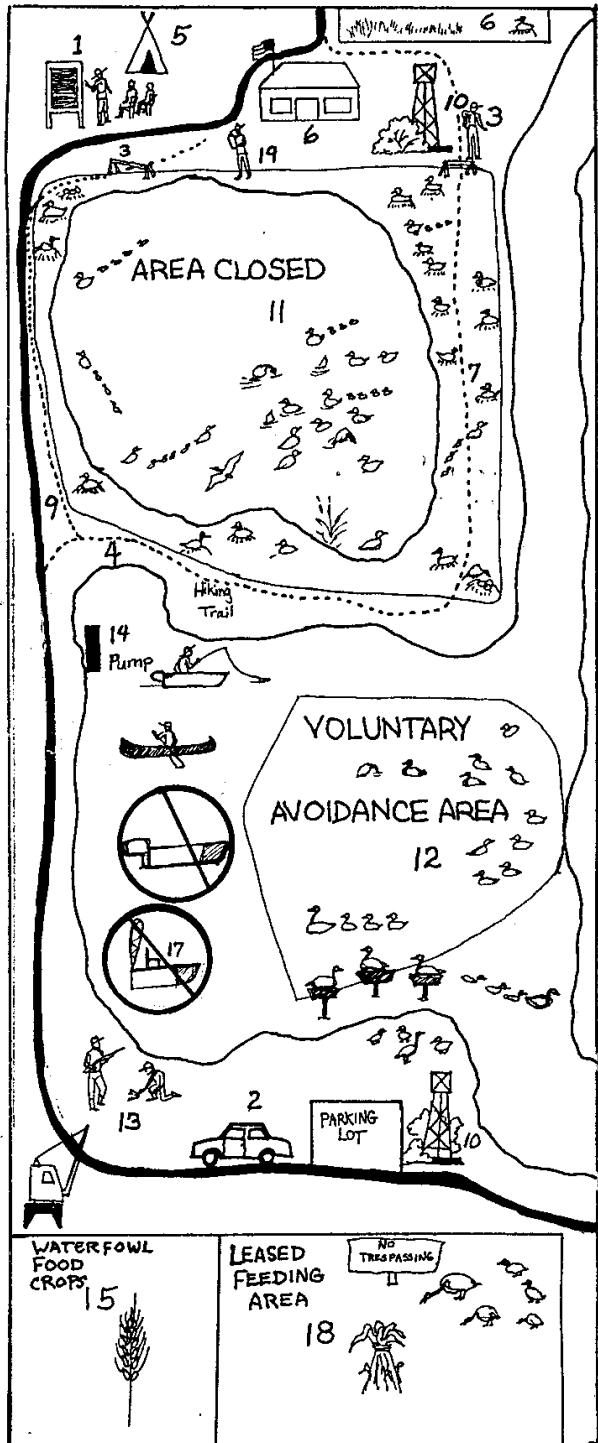 5
1
6
6
10
3
3
19
AREA CLOSED
11
7
9
4
Hiking
Trail
14
Pump
VOLUNTARY
AVOIDANCE AREA
12
17
13
2
PARKING
LOT
10
WATERFOWL
FOOD
CROPS
15
LEASED
FEEDING
AREA
NO
TRESPASSING
18